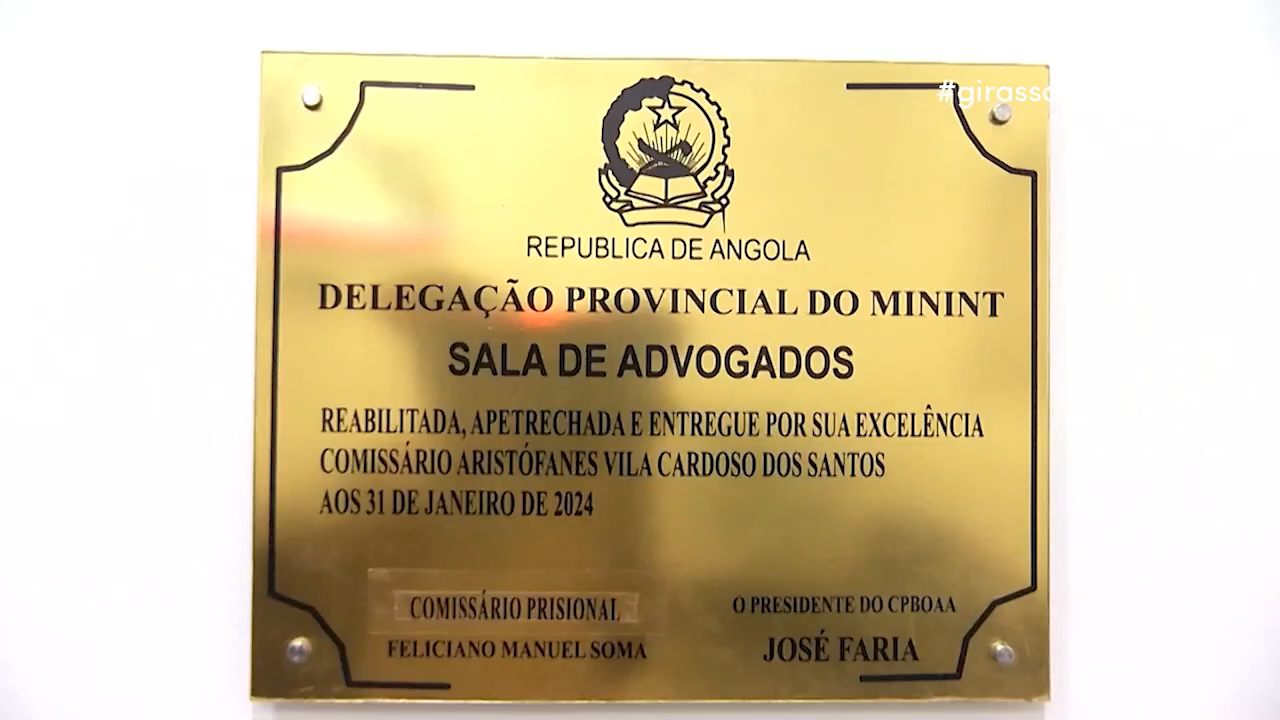 #girasso
REPUBLICA DE ANGOLA
DELEGAÇÃO PROVINCIAL DO MININT
SALA DE ADVOGADOS
REABILITADA, APETRECHADA E ENTREGUE POR SUA EXCELÊNCIA
COMISSÁRIO ARISTÓFANES VILA CARDOSO DOS SANTOS
AOS 31 DE JANEIRO DE 2024
COMISSÁRIO PRISIONAL
FELICIANO MANUEL SOMA
O PRESIDENTE DO CPBOAA
JOSÉ FARIA